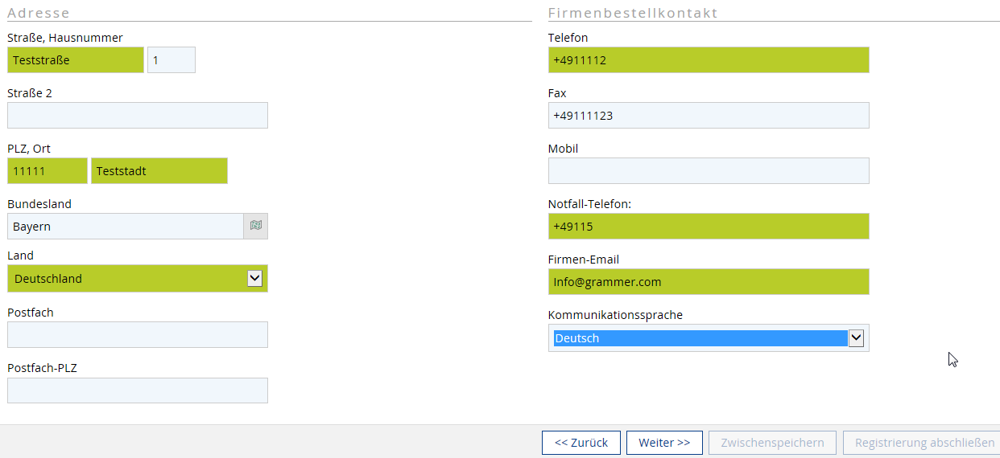 Adresse
Straße, Hausnummer
Teststraße 1
Straße 2
PLZ, Ort
11111 Teststadt
Bundesland
Bayern
Land
Deutschland
Postfach
Postfach-PLZ
Firmenbestellkontakt
Telefon
+4911112
Fax
+49111123
Mobil
Notfall-Telefon:
+49115
Firmen-Email
Info@grammer.com
Kommunikationssprache
Deutsch
<< Zurück Weiter >> Zwischenspeichern Registrierung abschließen